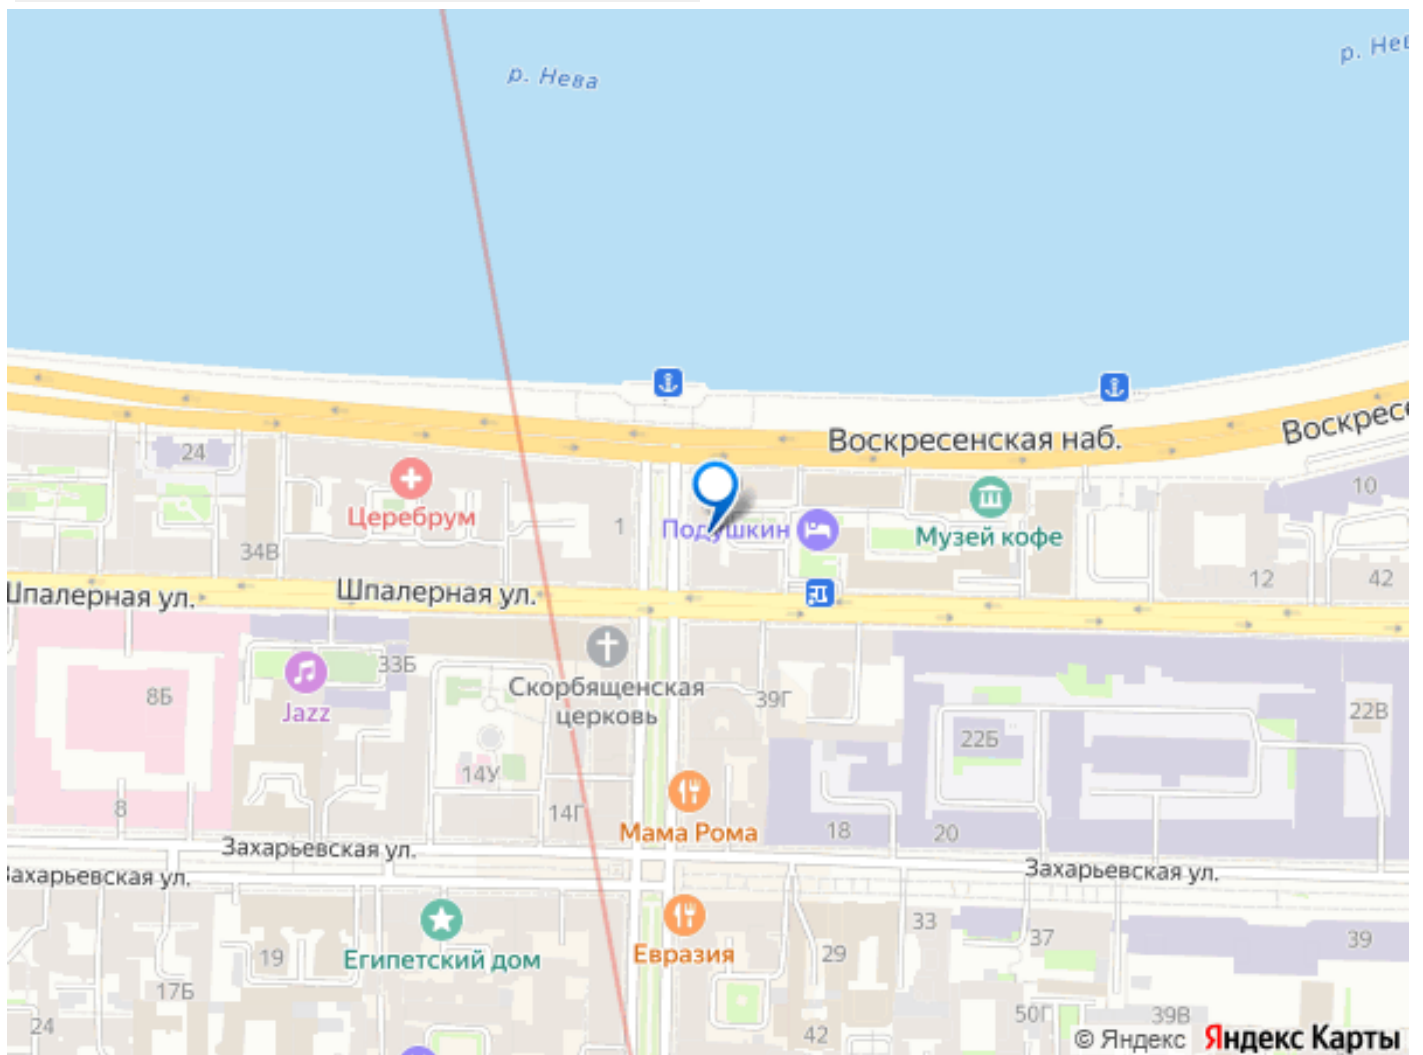 р. Нева
р. Нев
Воскресенская наб.
Воскресе
24
Церебрум
1
Подушкин
Музей кофе
10
34В
12
42
Шпалерная ул.
Шпалерная ул.
8Б
Jazz
33Б
Скорбященская
церковь
39Г
22Б
22В
14У
8
14Г
Мама Рома
18
20
Захарьевская ул.
Захарьевская ул.
Захарьевская ул.
19
Египетский дом
Евразия
33
29
37
39
17Б
24
42
50Г
39В
© Яндекс Яндекс Карты